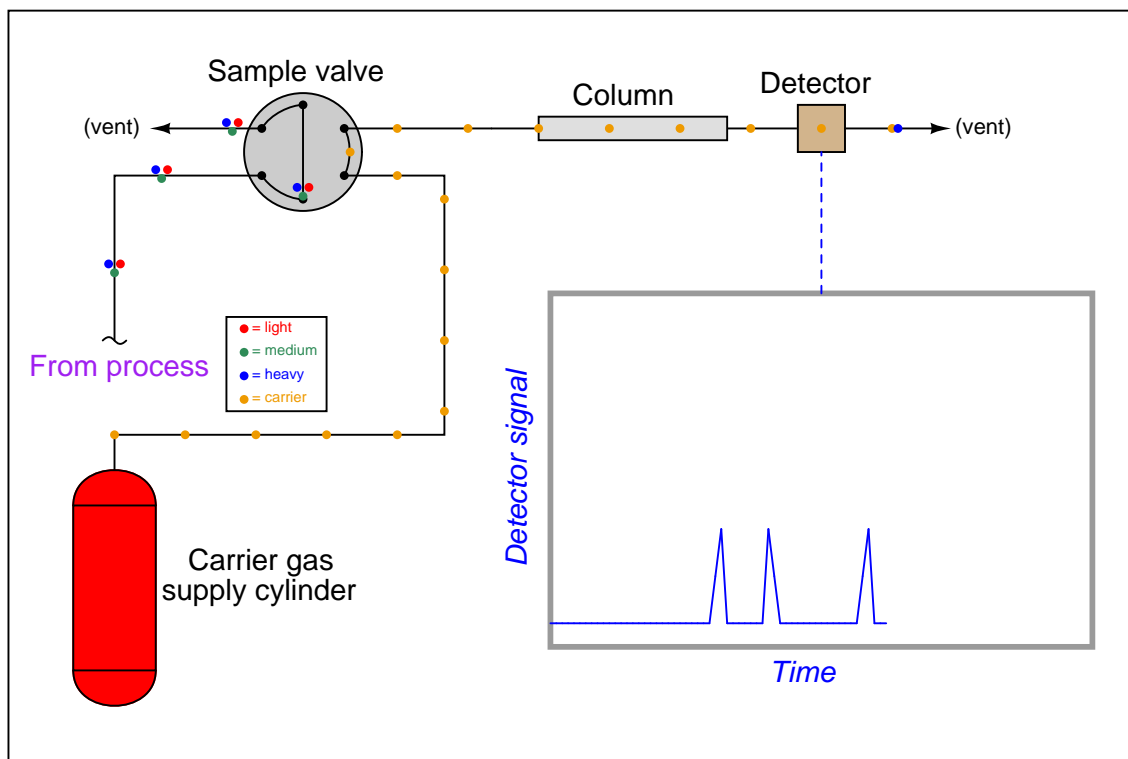 Sample valve
Column
Detector
(vent)
(vent)
= light
= medium
= heavy
= carrier
From process
Detector signal
Carrier gas
supply cylinder
Time